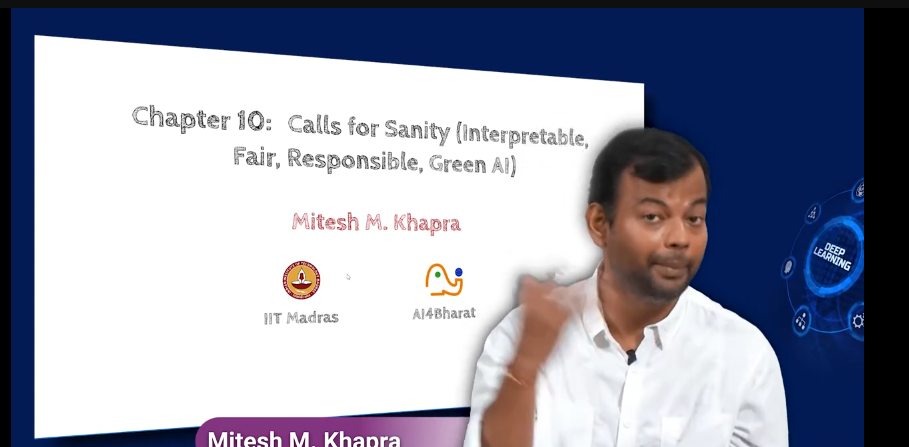 Chapter 10: Calls for Sanity (Interpretable,
Fair, Responsible, Green AI)
Mitesh M. Khapra
IIT Madras
AI4Bharat
DEEP
LEARNING
Mitesh M. Khapra